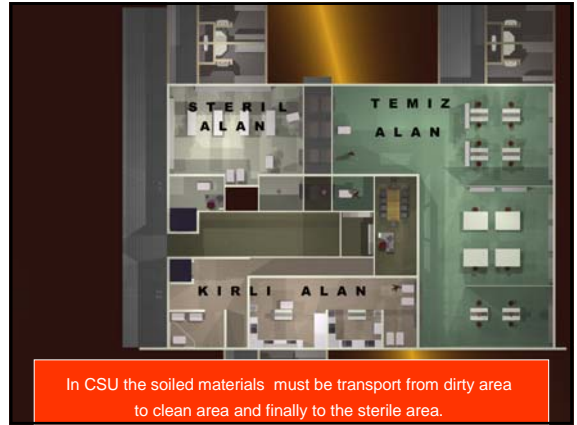 STERIL
ALAN
TEMIZ
ALAN
KIRLI ALAN
In CSU the soiled materials must be transport from dirty area
to clean area and finally to the sterile area.